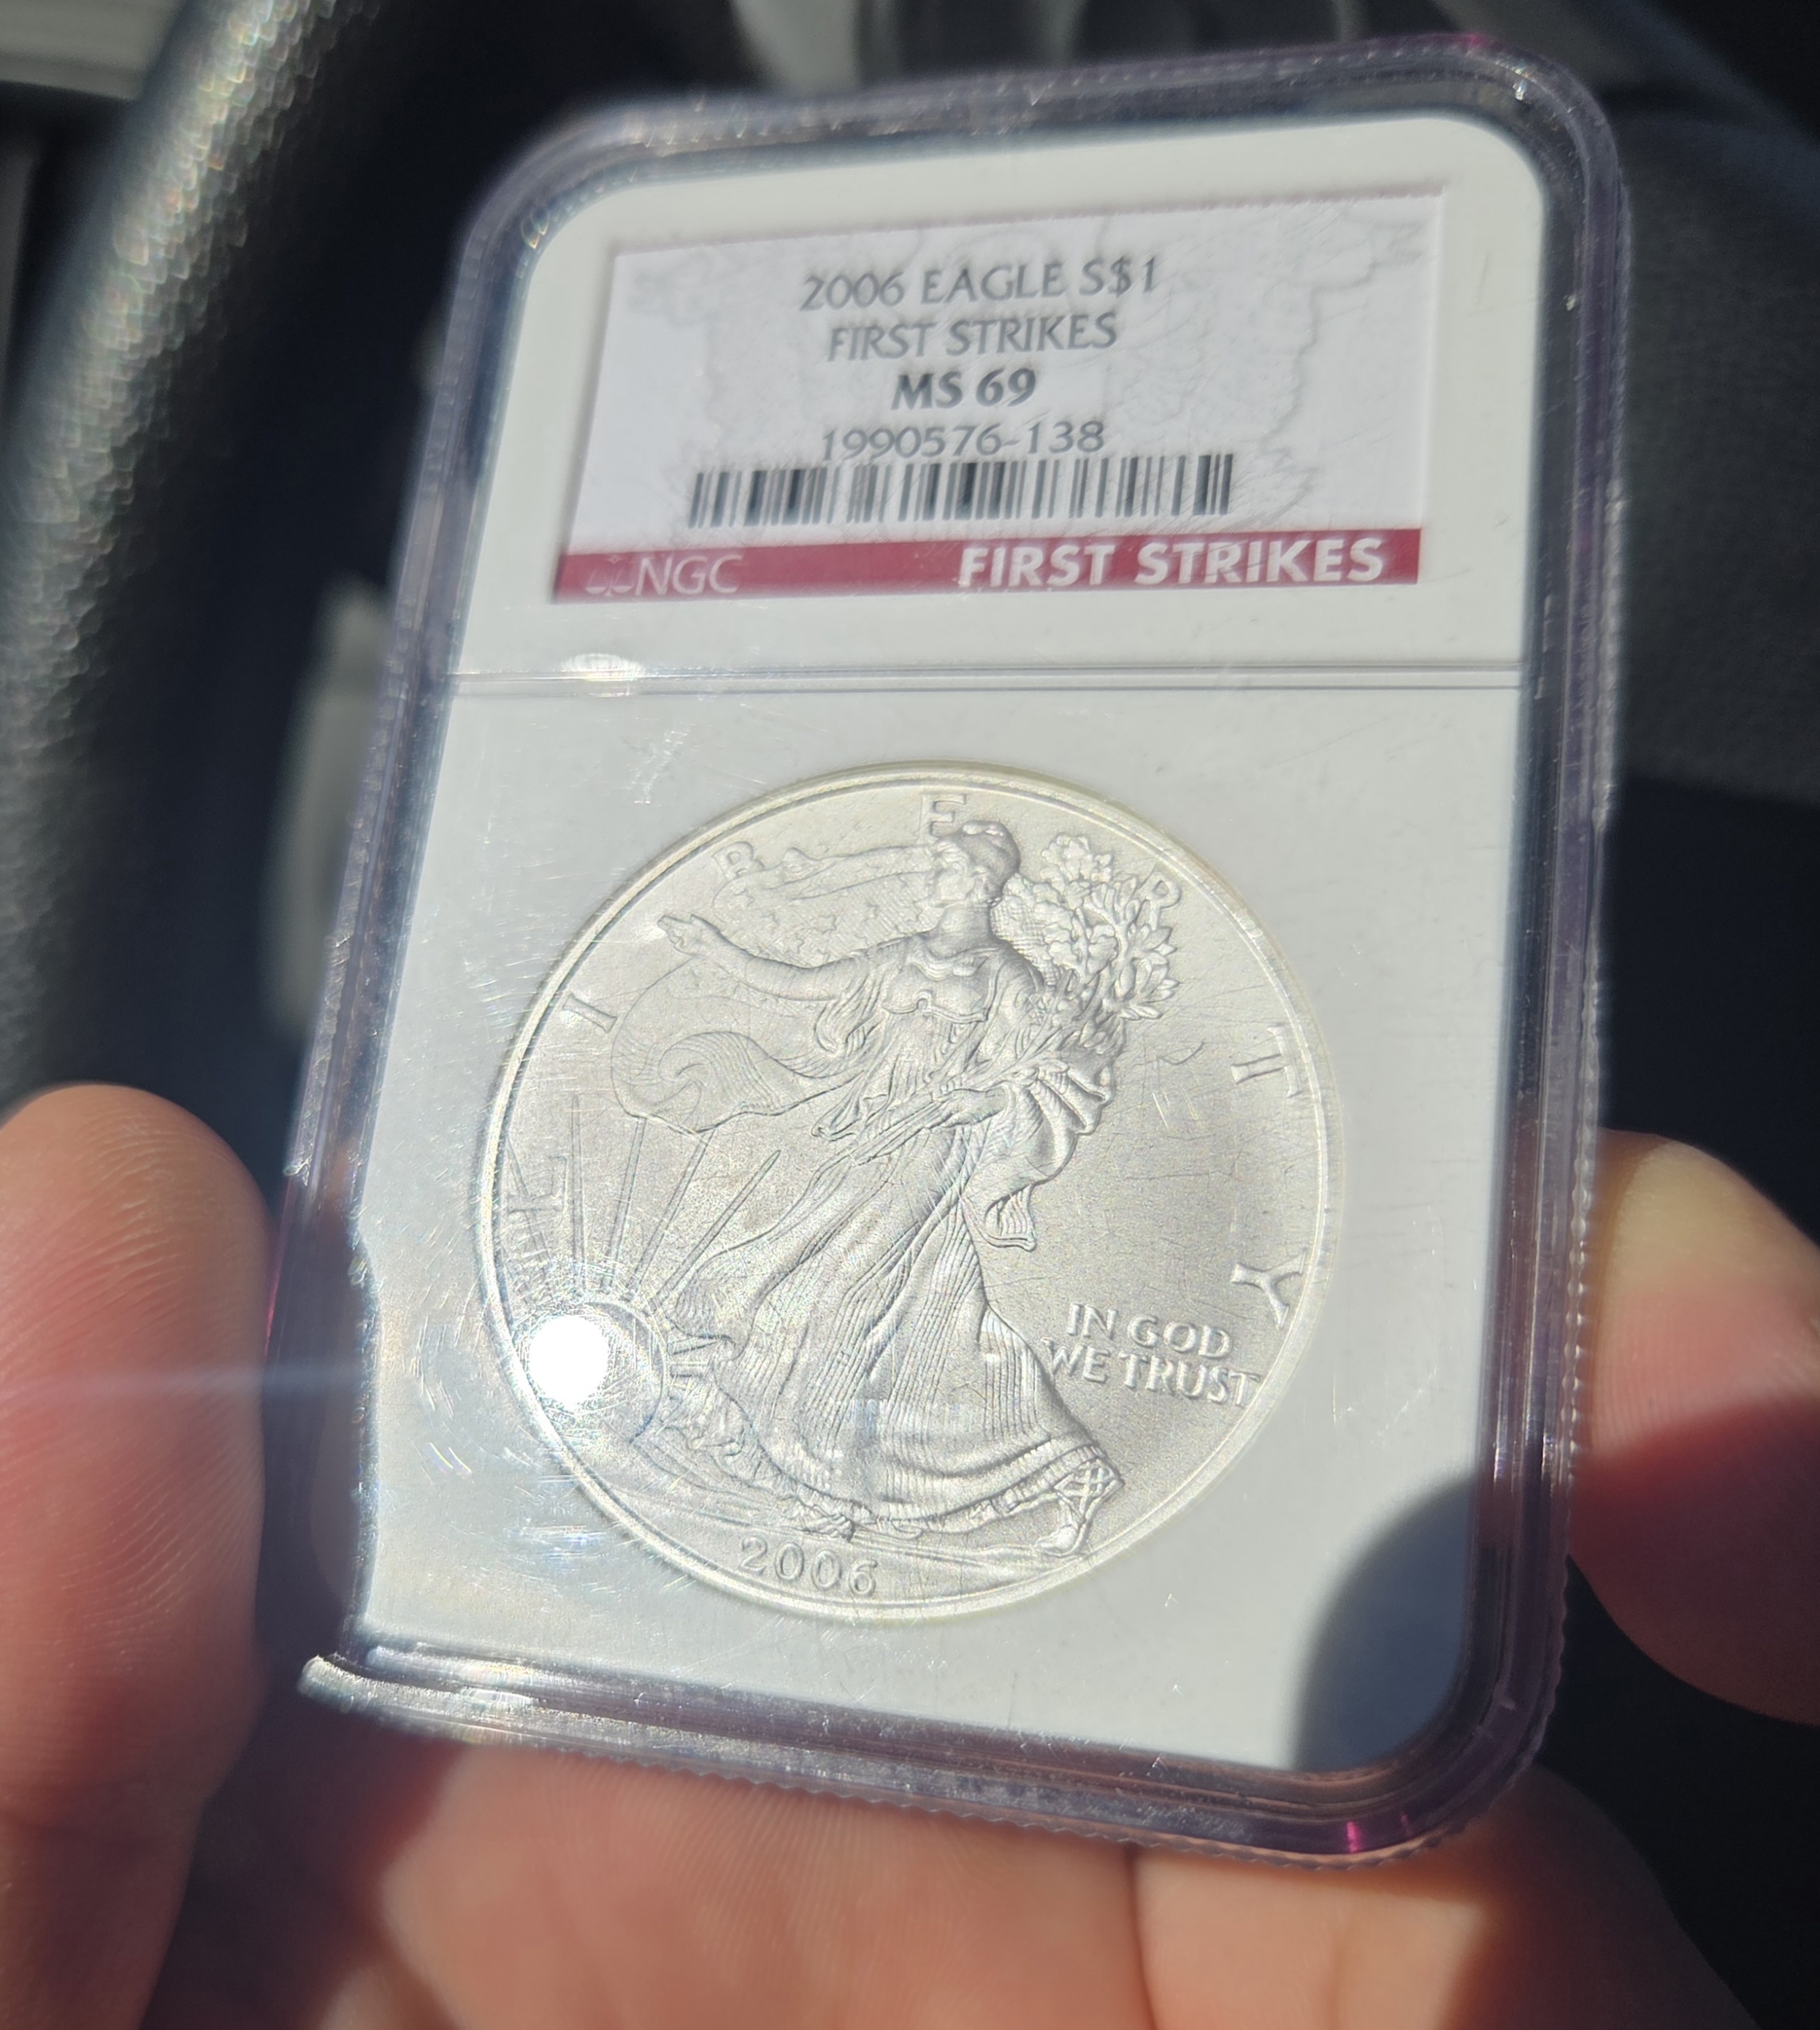 2006 EAGLE S$1
FIRST STRIKES
MS 69
1990576-138
NGC FIRST STRIKES
LIBERTY
IN GOD
WE TRUST
2006